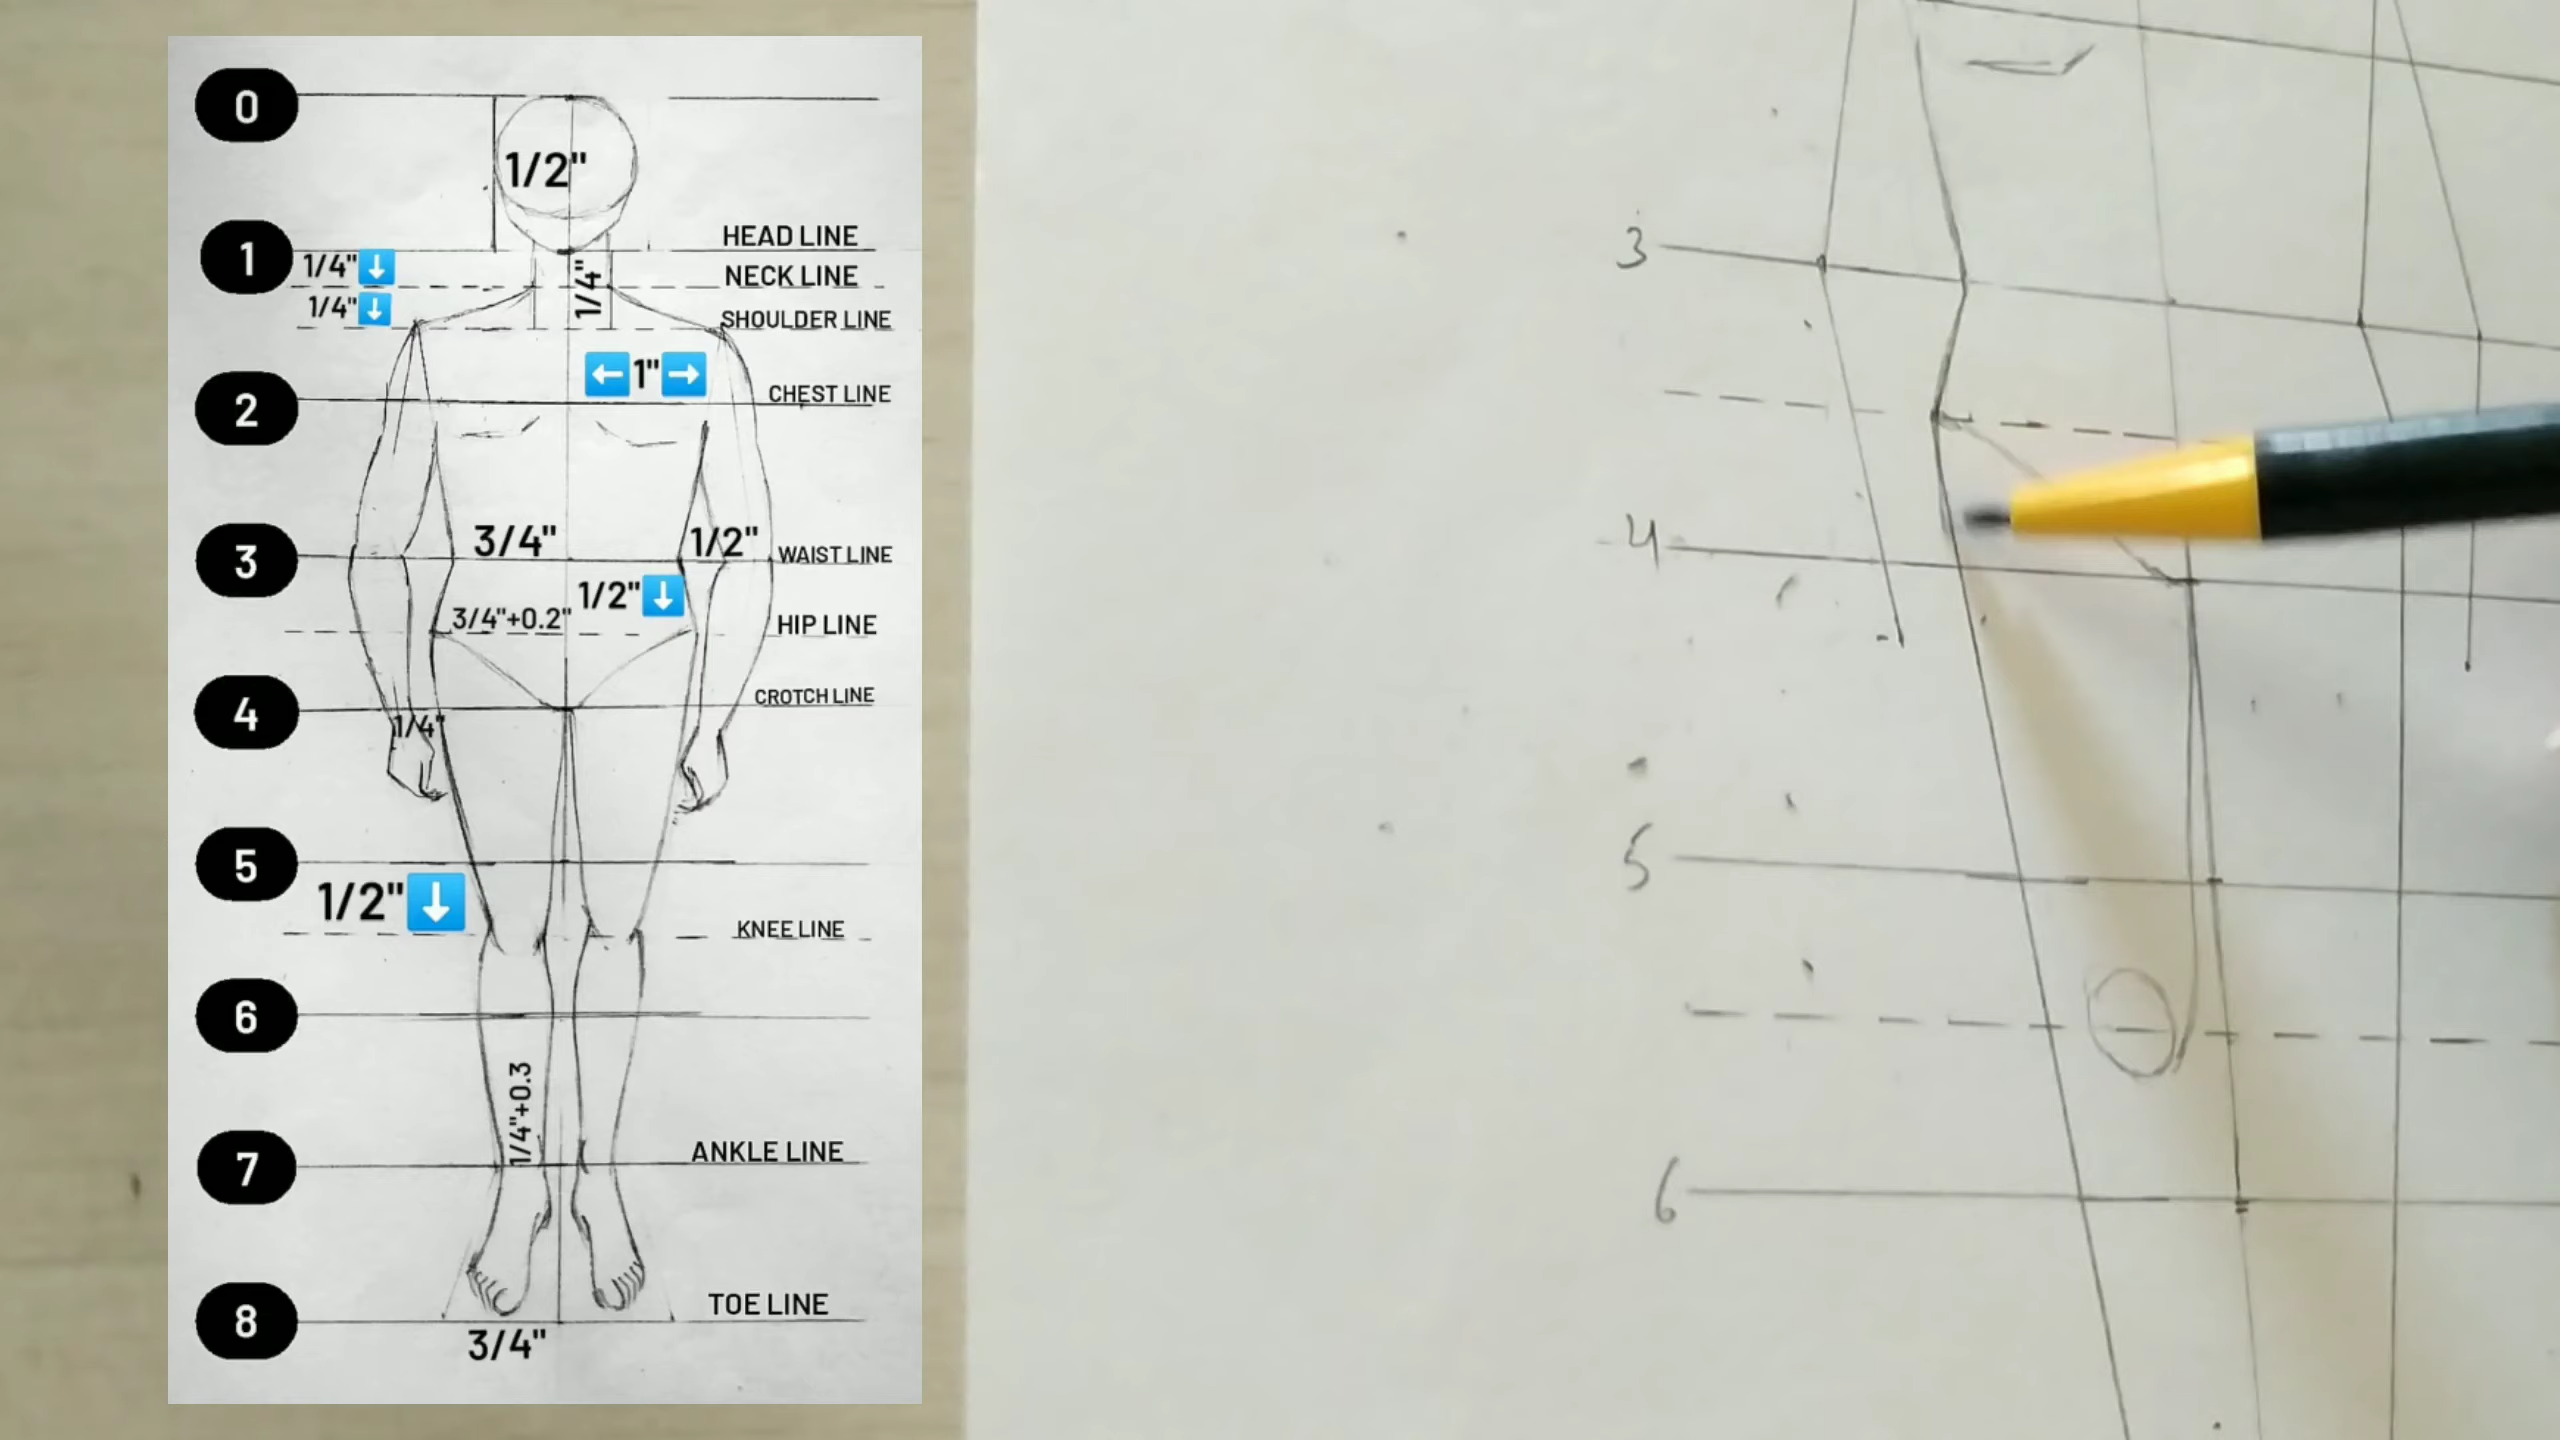 0
1/2"
HEAD LINE
1
1/4"
1/4"
NECK LINE
1/4"
SHOULDER LINE
← 1" →
2
CHEST LINE
3/4"
1/2"
3
WAIST LINE
1/2"
3/4"+0.2"
HIP LINE
4
CROTCH LINE
1/4"
5
1/2"
KNEE LINE
6
1/4"+0.3
7
ANKLE LINE
8
TOE LINE
3/4"
3
4
5
6